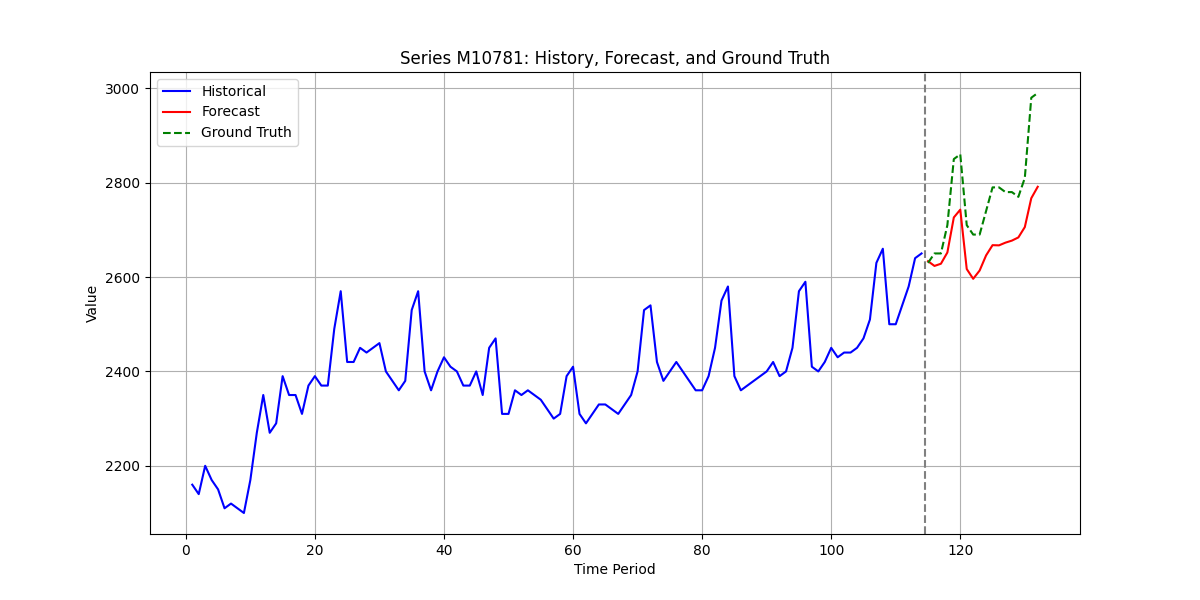 Series M10781: History, Forecast, and Ground Truth
Historical
Forecast
Ground Truth
3000
2800
2600
2400
2200
Value
0 20 40 60 80 100 120
Time Period